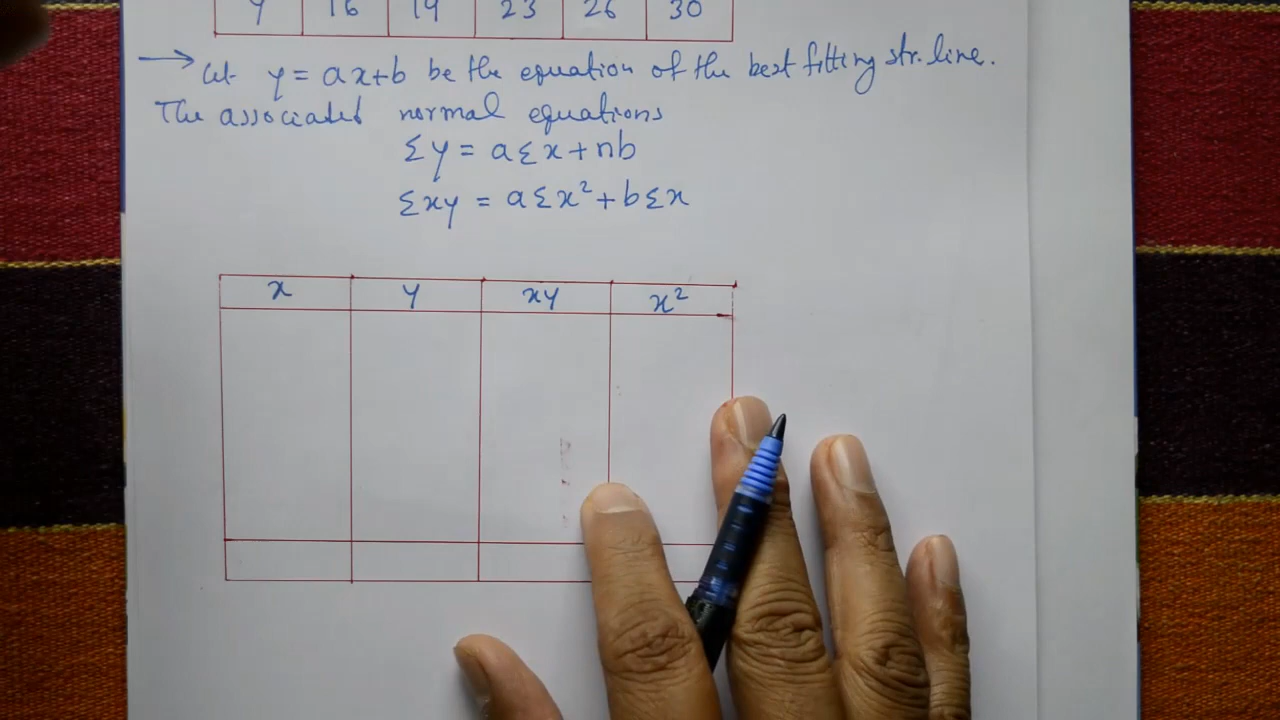 y 16 19 23 26 30
→ Let y = ax+b be the equation of the best fitting str. line.
The associated normal equations
Σy = aΣx+nb
Σxy = aΣx²+bΣx
x y xy x²